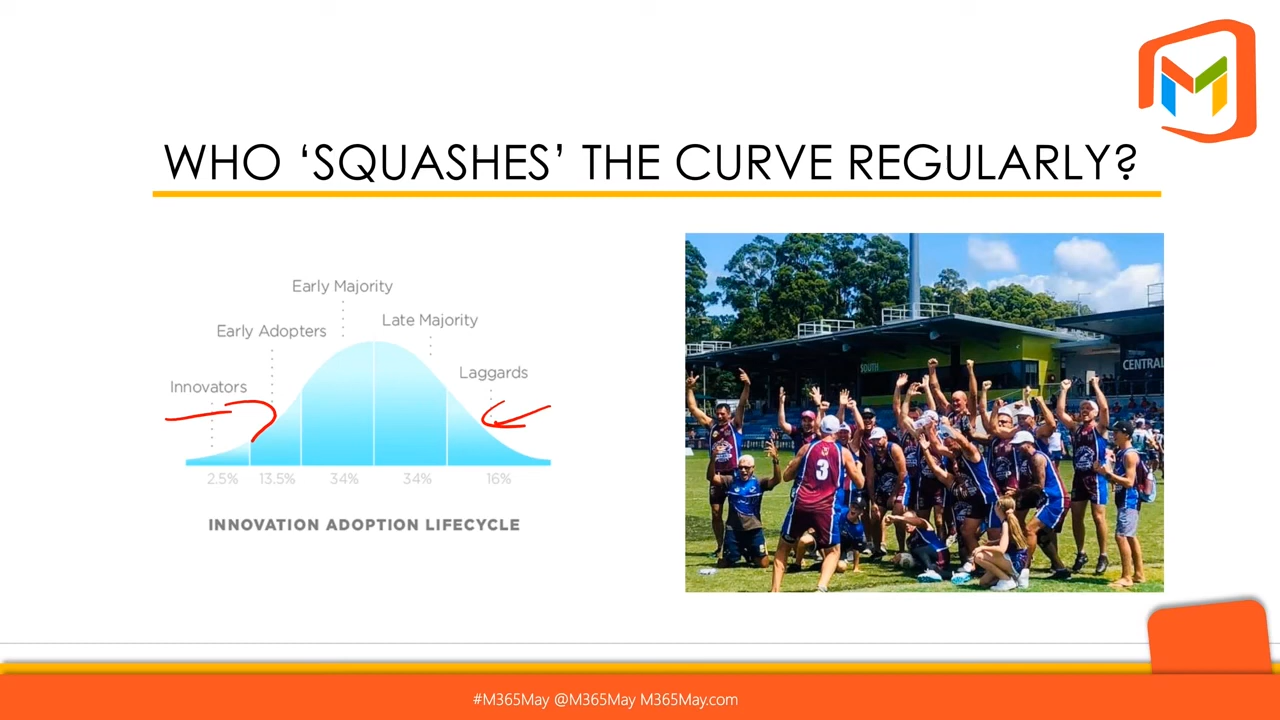 WHO ‘SQUASHES’ THE CURVE REGULARLY?
Early Majority
Late Majority
Early Adopters
Laggards
Innovators
2.5% 13.5% 34% 34% 16%
INNOVATION ADOPTION LIFECYCLE
SOUTH
CENTRAL
3
#M365May @M365May M365May.com